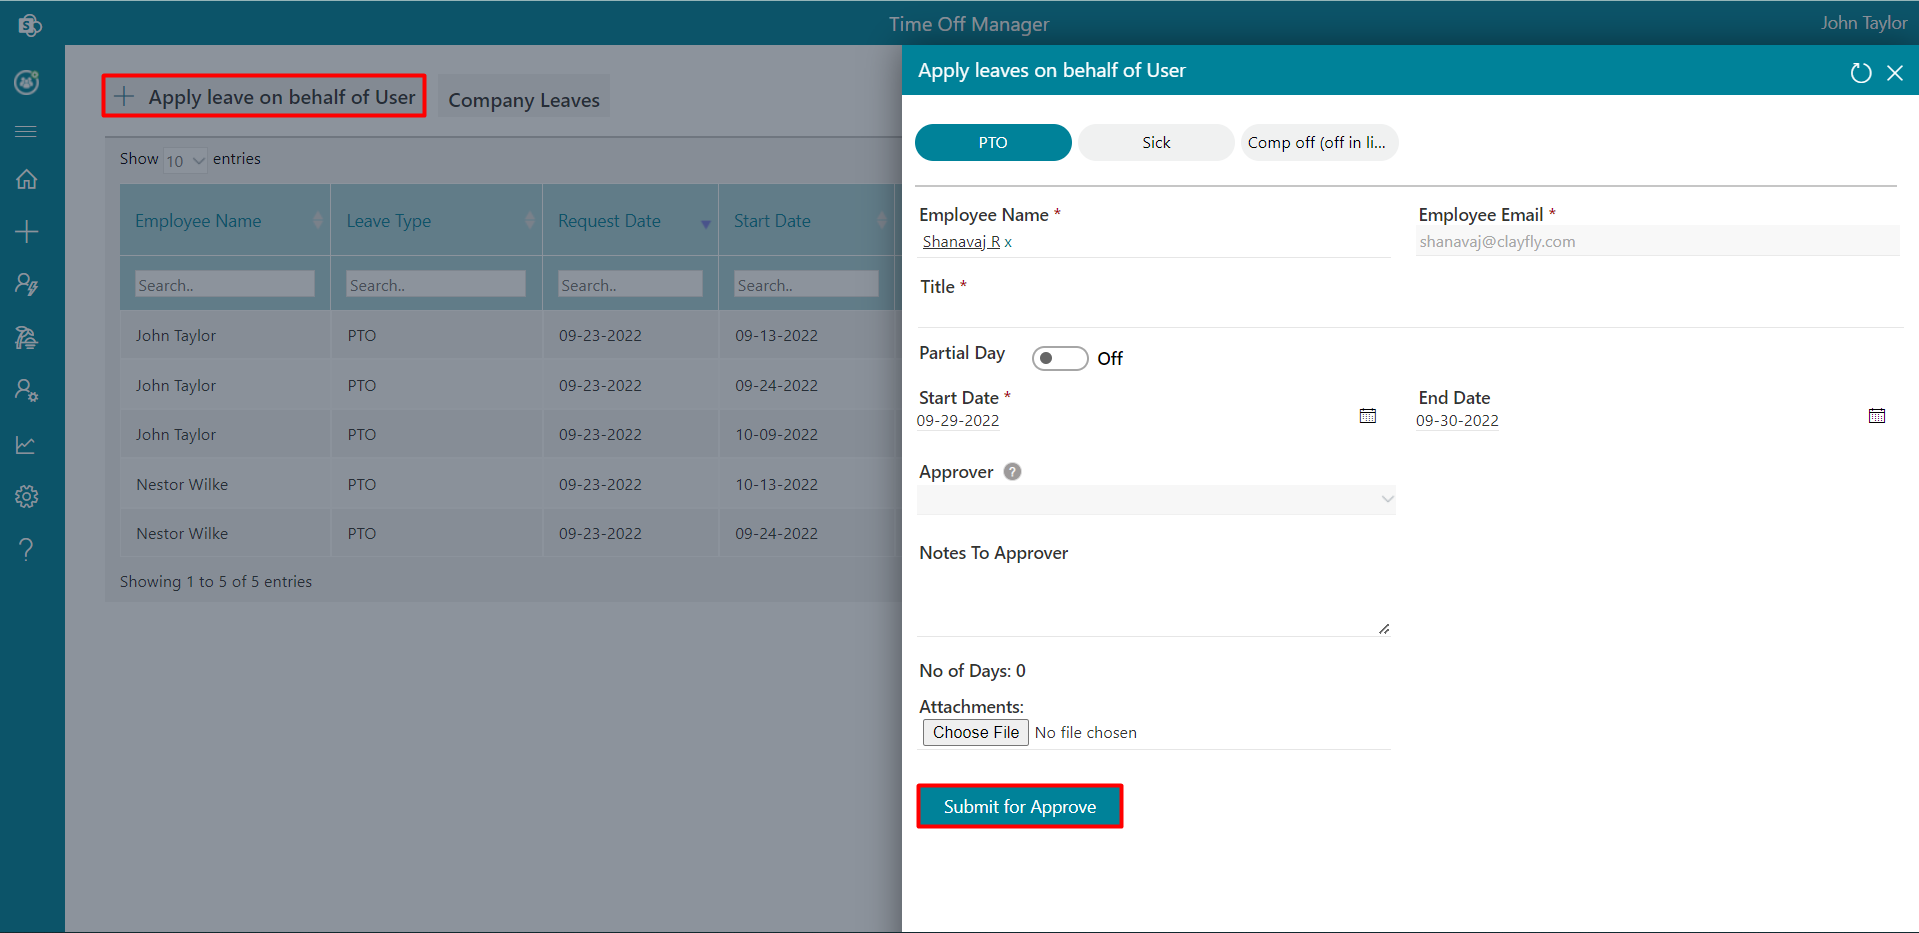 Time Off Manager
John Taylor
Apply leave on behalf of User
Company Leaves
Show 10 entries
Employee Name Leave Type Request Date Start Date
Search.. Search.. Search.. Search..
John Taylor PTO 09-23-2022 09-13-2022
John Taylor PTO 09-23-2022 09-24-2022
John Taylor PTO 09-23-2022 10-09-2022
Nestor Wilke PTO 09-23-2022 10-13-2022
Nestor Wilke PTO 09-23-2022 09-24-2022
Showing 1 to 5 of 5 entries
Apply leaves on behalf of User
PTO Sick Comp off (off in li...
Employee Name * Employee Email *
Shanavaj R x shanavaj@clayfly.com
Title *
Partial Day Off
Start Date * End Date
09-29-2022 09-30-2022
Approver ?
Notes To Approver
No of Days: 0
Attachments:
Choose File No file chosen
Submit for Approve